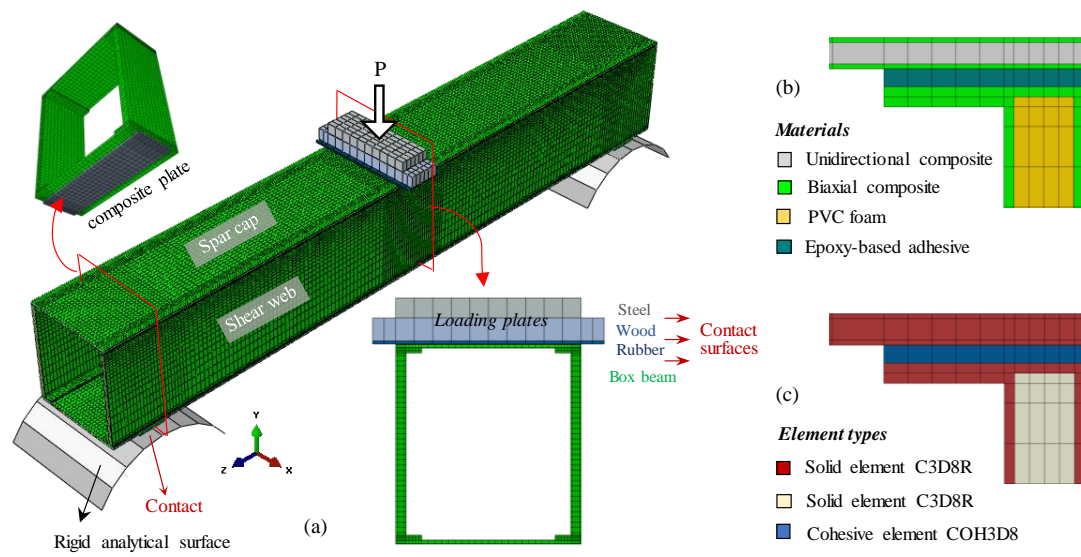 P
composite plate
Spar cap
Shear web
Y
Z
X
Contact
Rigid analytical surface
(a)
Loading plates
Steel
Wood
Rubber
Contact
surfaces
Box beam
(b)
Materials
Unidirectional composite
Biaxial composite
PVC foam
Epoxy-based adhesive
(c)
Element types
Solid element C3D8R
Solid element C3D8R
Cohesive element COH3D8